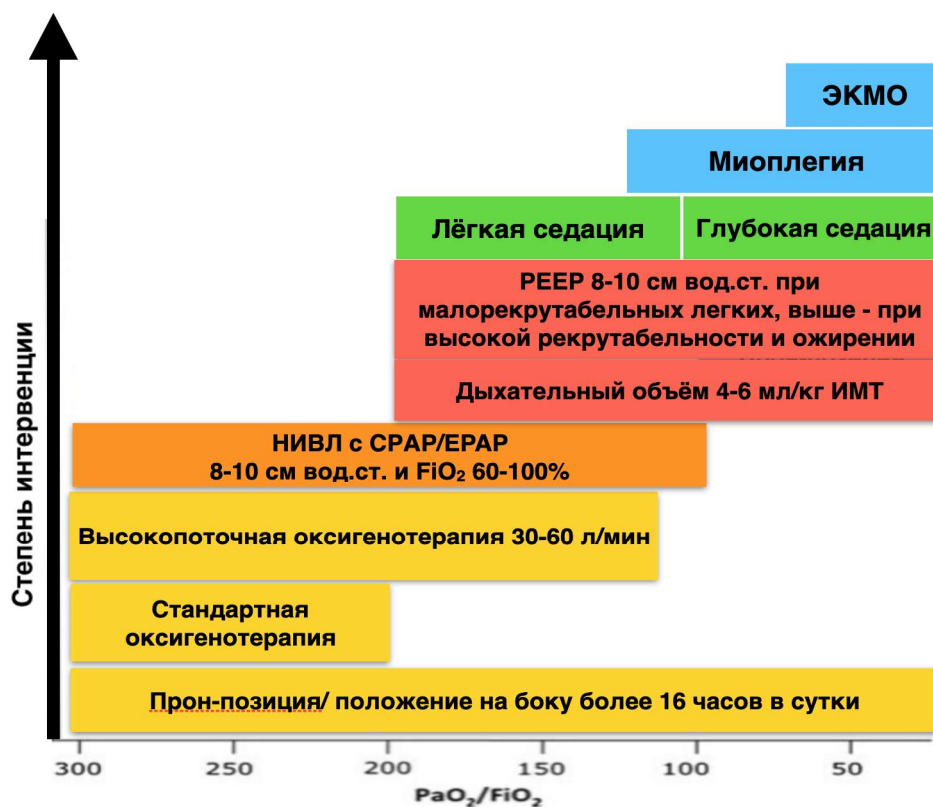 ЭКМО
Миоплегия
Лёгкая седация
Глубокая седация
PEEP 8-10 см вод.ст. при
малорекрутабельных легких, выше - при
высокой рекрутабельности и ожирении
Дыхательный объём 4-6 мл/кг ИМТ
НИВЛ с CPAP/EPAP
8-10 см вод.ст. и FiO₂ 60-100%
Высокопоточная оксигенотерапия 30-60 л/мин
Стандартная
оксигенотерапия
Прон-позиция/ положение на боку более 16 часов в сутки
Степень интервенции
300 250 200 150 100 50
PaO₂/FiO₂